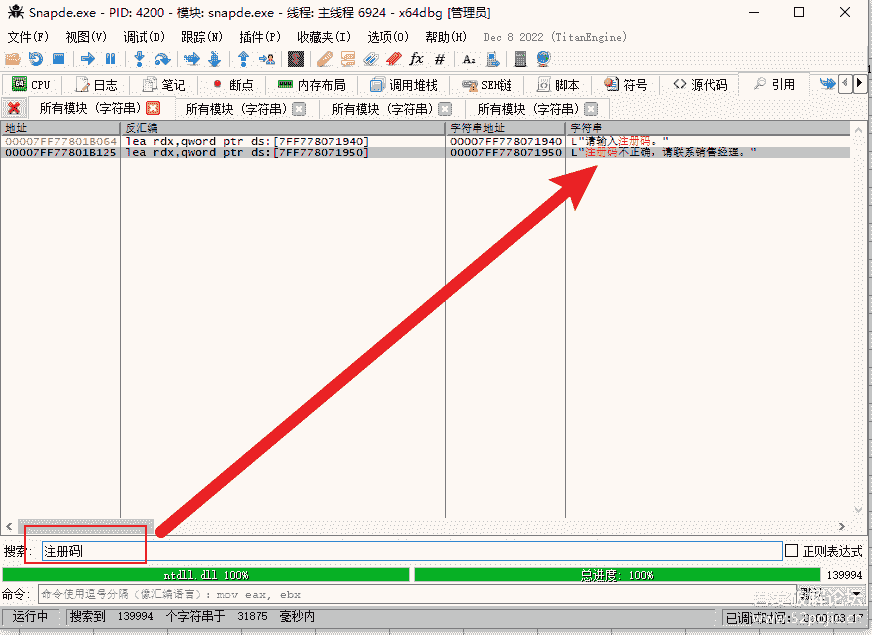 Snapde.exe - PID: 4200 - 模块: snapde.exe - 线程: 主线程 6924 - x64dbg [管理员]
文件(F) 视图(V) 调试(D) 跟踪(N) 插件(P) 收藏夹(I) 选项(O) 帮助(H) Dec 8 2022 (TitanEngine)
CPU 日志 笔记 断点 内存布局 调用堆栈 SEH链 脚本 符号 源代码 引用
所有模块 (字符串) 所有模块 (字符串) 所有模块 (字符串) 所有模块 (字符串)
地址 反汇编 字符串地址 字符串
00007FF77801B064 lea rdx,qword ptr ds:[7FF778071940] 00007FF778071940 L"请输入注册码。"
00007FF77801B125 lea rdx,qword ptr ds:[7FF778071950] 00007FF778071950 L"注册码不正确，请联系销售经理。"
搜索: 注册码 正则表达式
ntdll.dll 100% 总进度: 100% 139994
命令: 命令使用逗号分隔（像汇编语言）: mov eax, ebx 默认
运行中 搜索到 139994 个字符串于 31875 毫秒内 已调试时间: